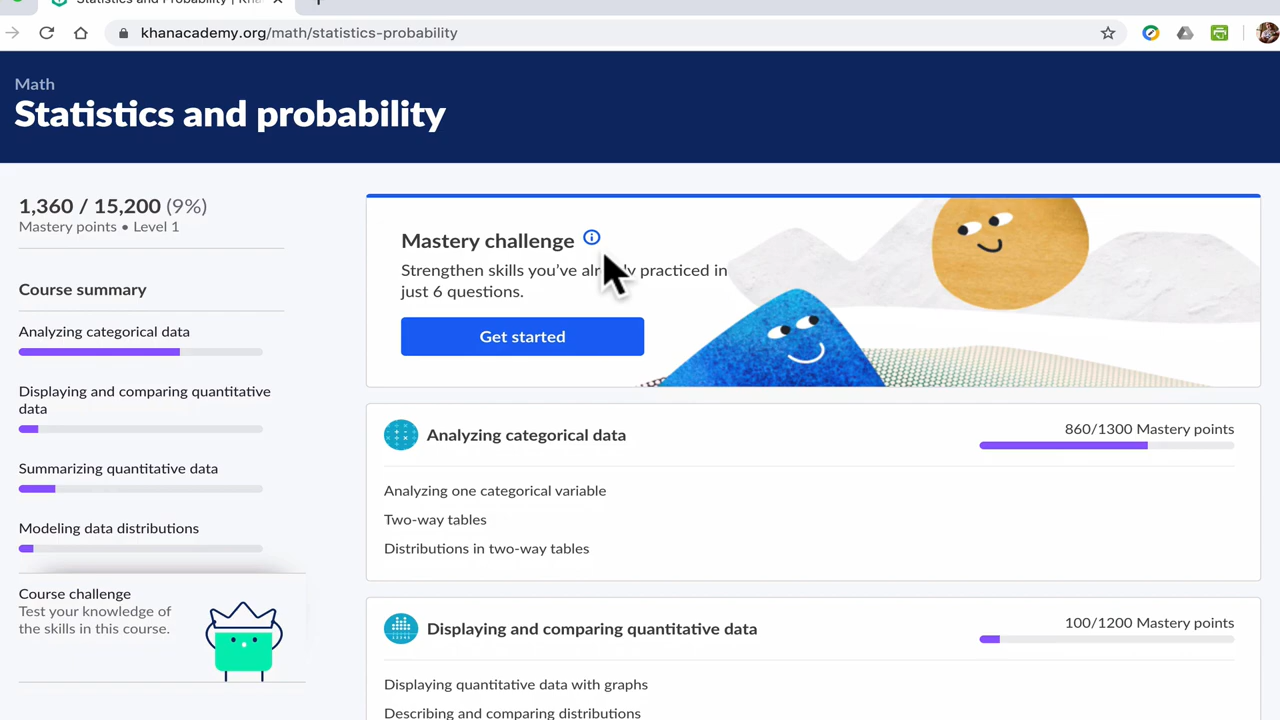 Statistics and Probability | Kha
khanacademy.org/math/statistics-probability
Math
Statistics and probability
1,360 / 15,200 (9%)
Mastery points • Level 1
Course summary
Analyzing categorical data
Displaying and comparing quantitative
data
Summarizing quantitative data
Modeling data distributions
Course challenge
Test your knowledge of
the skills in this course.
Mastery challenge
Strengthen skills you've already practiced in
just 6 questions.
Get started
Analyzing categorical data
860/1300 Mastery points
Analyzing one categorical variable
Two-way tables
Distributions in two-way tables
Displaying and comparing quantitative data
100/1200 Mastery points
Displaying quantitative data with graphs
Describing and comparing distributions